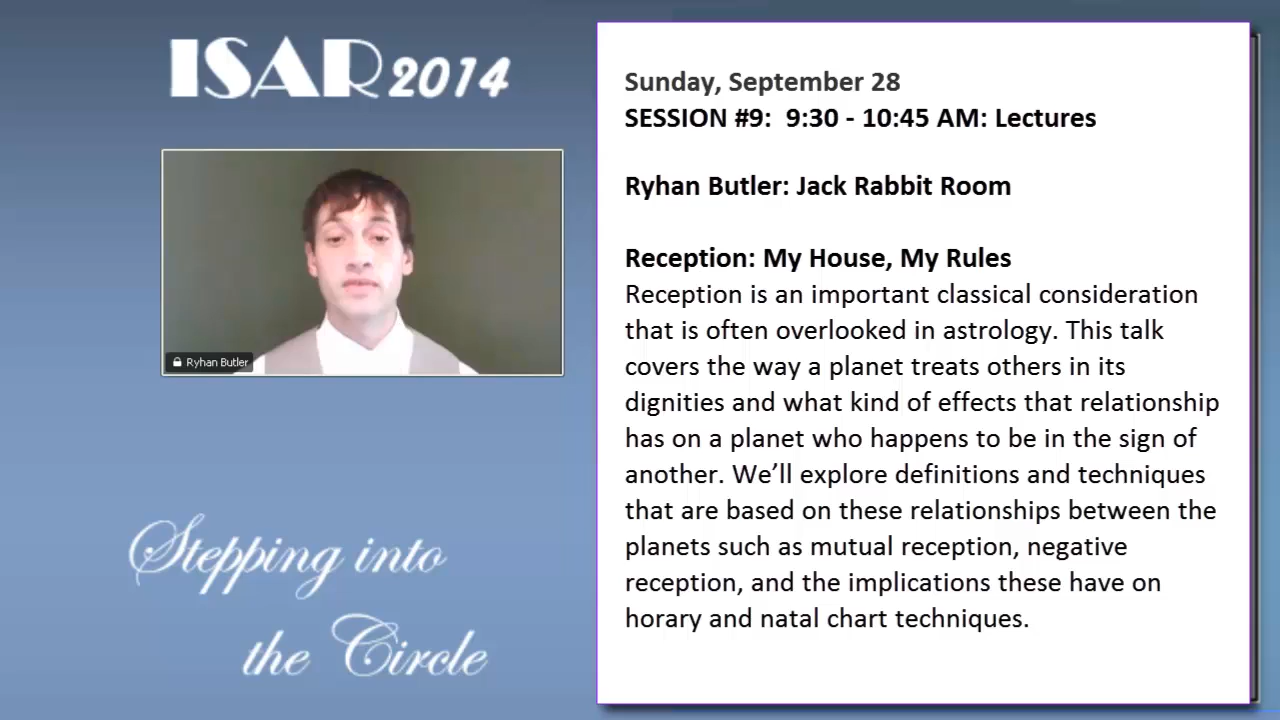 ISAR 2014
Ryhan Butler
Stepping into
the Circle
Sunday, September 28
SESSION #9:  9:30 - 10:45 AM: Lectures
Ryhan Butler: Jack Rabbit Room
Reception: My House, My Rules
Reception is an important classical consideration
that is often overlooked in astrology. This talk
covers the way a planet treats others in its
dignities and what kind of effects that relationship
has on a planet who happens to be in the sign of
another. We’ll explore definitions and techniques
that are based on these relationships between the
planets such as mutual reception, negative
reception, and the implications these have on
horary and natal chart techniques.